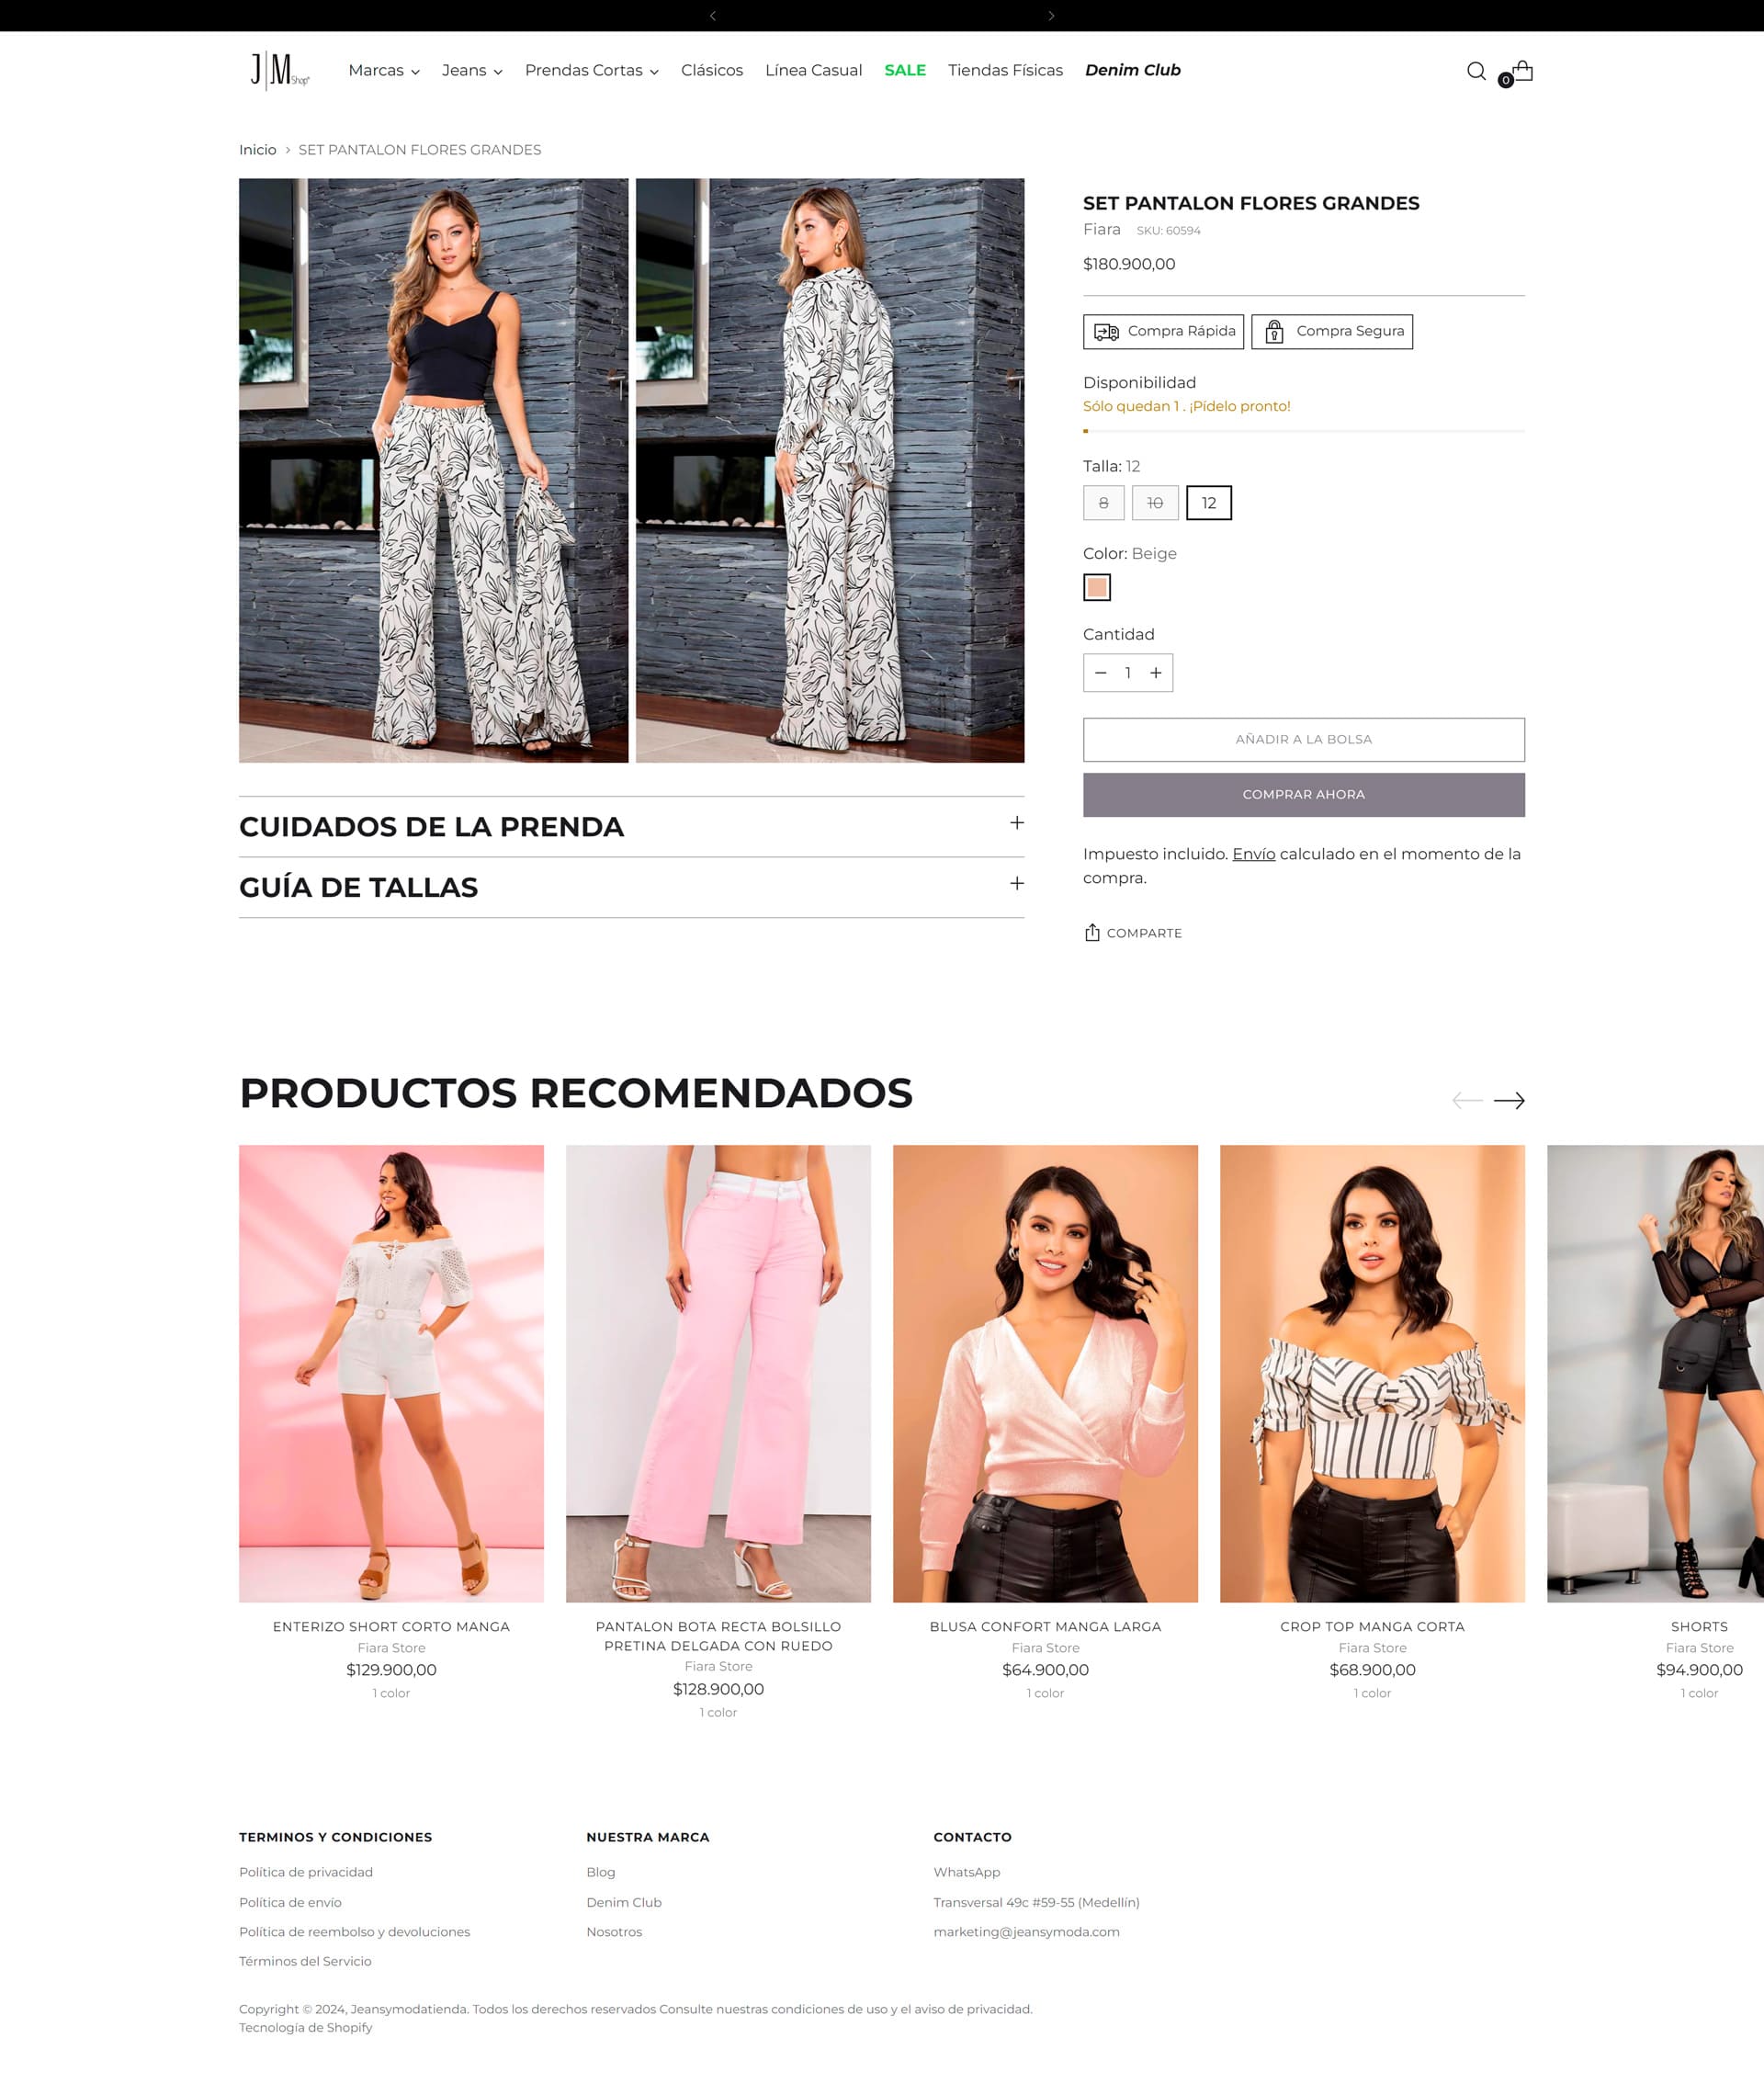 J|M Shop
Marcas
Jeans
Prendas Cortas
Clásicos
Línea Casual
SALE
Tiendas Físicas
Denim Club
0
Inicio
SET PANTALON FLORES GRANDES
SET PANTALON FLORES GRANDES
Fiara SKU: 60594
$180.900,00
Compra Rápida
Compra Segura
Disponibilidad
Sólo quedan 1 . ¡Pídelo pronto!
Talla: 12
8 10 12
Color: Beige
Cantidad
1
AÑADIR A LA BOLSA
COMPRAR AHORA
Impuesto incluido. Envío calculado en el momento de la
compra.
COMPARTE
CUIDADOS DE LA PRENDA
GUÍA DE TALLAS
PRODUCTOS RECOMENDADOS
ENTERIZO SHORT CORTO MANGA
Fiara Store
$129.900,00
1 color
PANTALON BOTA RECTA BOLSILLO
PRETINA DELGADA CON RUEDO
Fiara Store
$128.900,00
1 color
BLUSA CONFORT MANGA LARGA
Fiara Store
$64.900,00
1 color
CROP TOP MANGA CORTA
Fiara Store
$68.900,00
1 color
SHORTS
Fiara Store
$94.900,00
1 color
TERMINOS Y CONDICIONES
Política de privacidad
Política de envío
Política de reembolso y devoluciones
Términos del Servicio
NUESTRA MARCA
Blog
Denim Club
Nosotros
CONTACTO
WhatsApp
Transversal 49c #59-55 (Medellín)
marketing@jeansymoda.com
Copyright © 2024, Jeansymodatienda. Todos los derechos reservados Consulte nuestras condiciones de uso y el aviso de privacidad.
Tecnología de Shopify